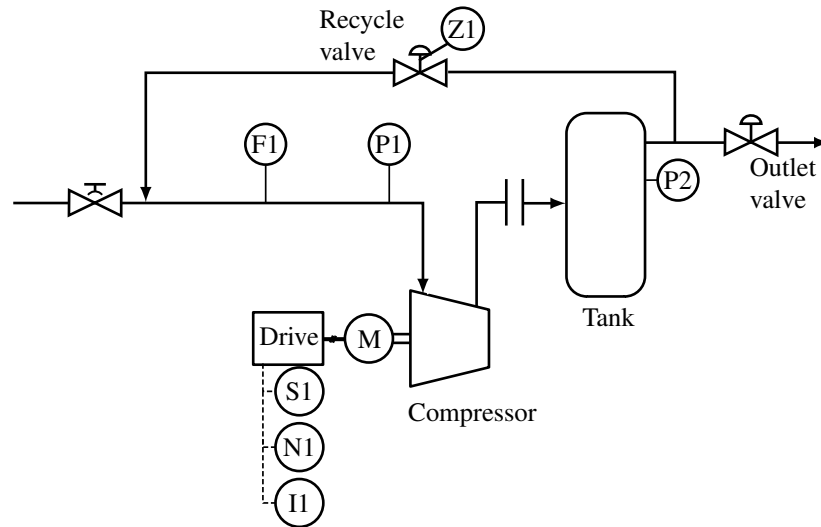 Recycle
valve
Z1
F1
P1
P2
Outlet
valve
Tank
Drive
M
S1
Compressor
N1
I1